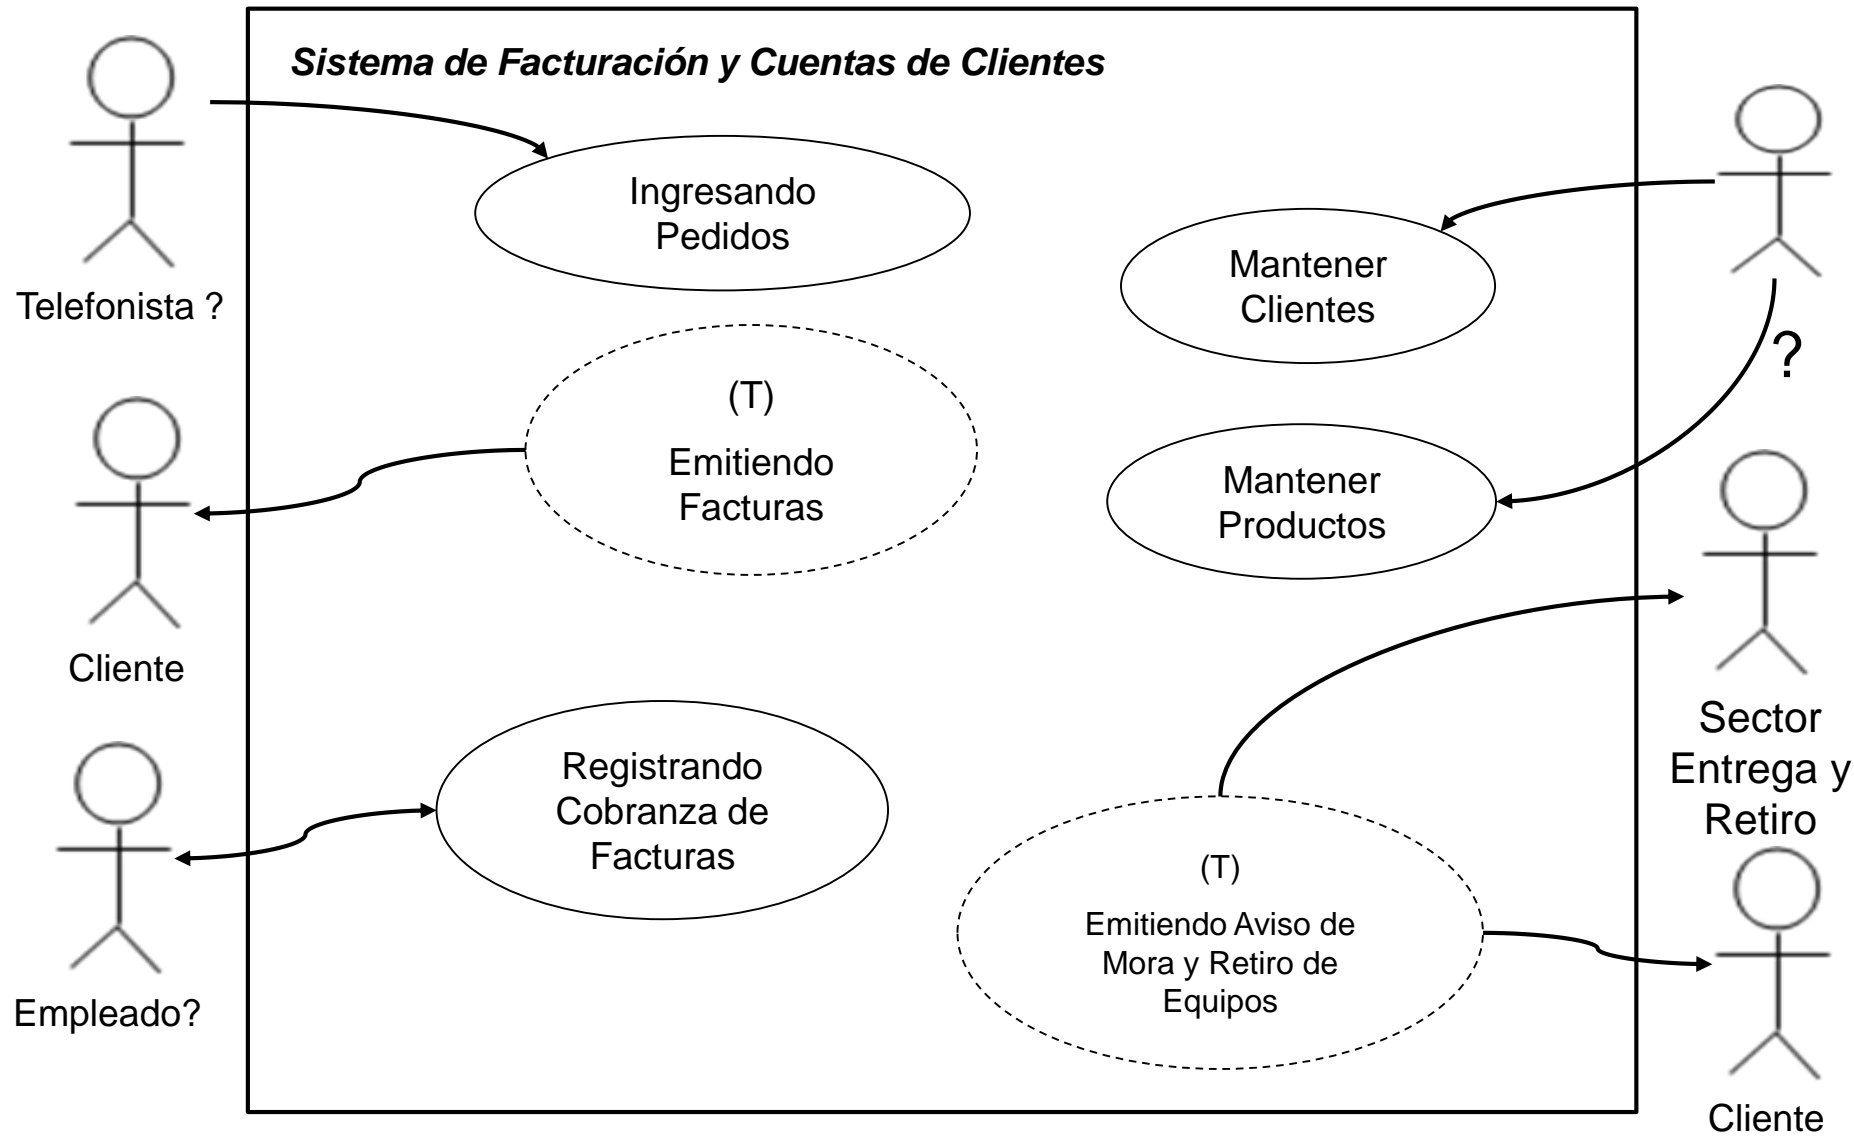 Sistema de Facturación y Cuentas de Clientes
Ingresando
Pedidos
Telefonista ?
Mantener
Clientes
?
(T)
Emitiendo
Facturas
Mantener
Productos
Cliente
Sector
Entrega y
Retiro
Registrando
Cobranza de
Facturas
(T)
Emitiendo Aviso de
Mora y Retiro de
Equipos
Empleado?
Cliente